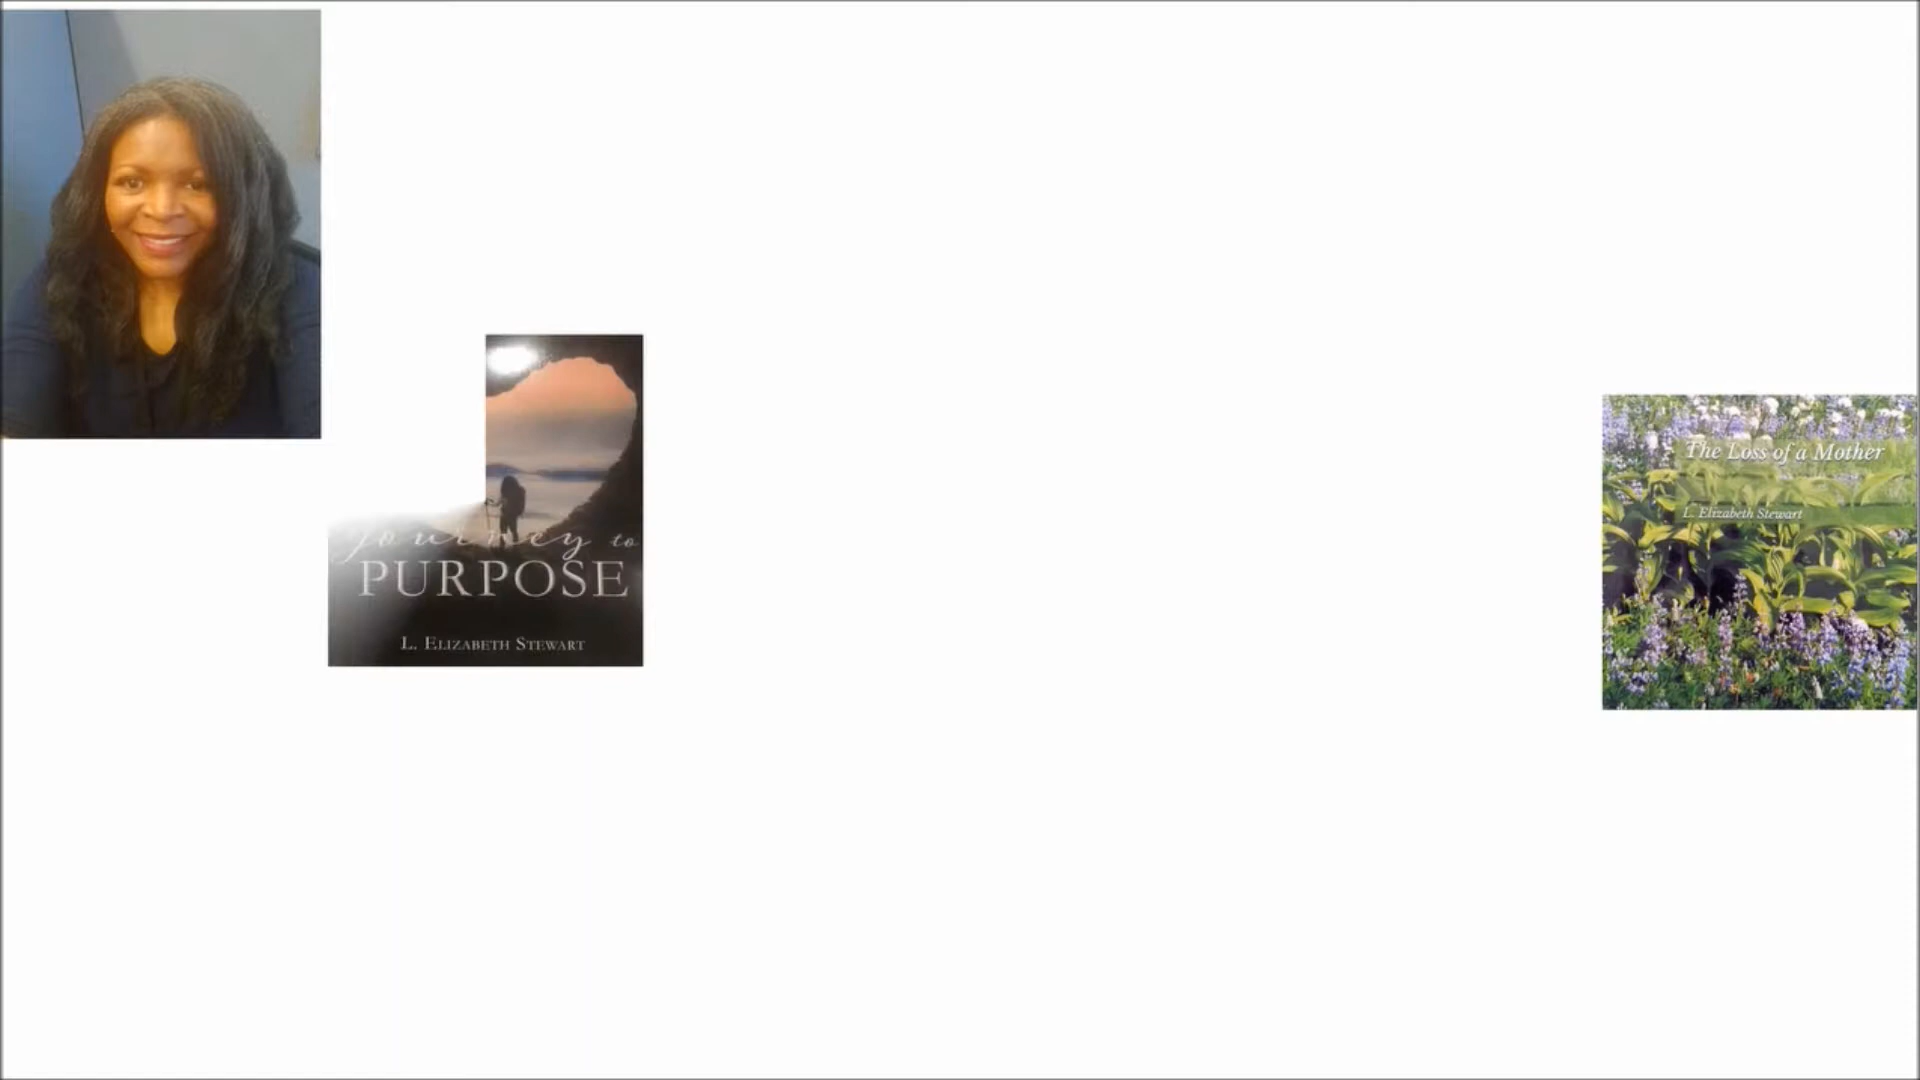 Journey to
PURPOSE
L. ELIZABETH STEWART
The Loss of a Mother
L. Elizabeth Stewart